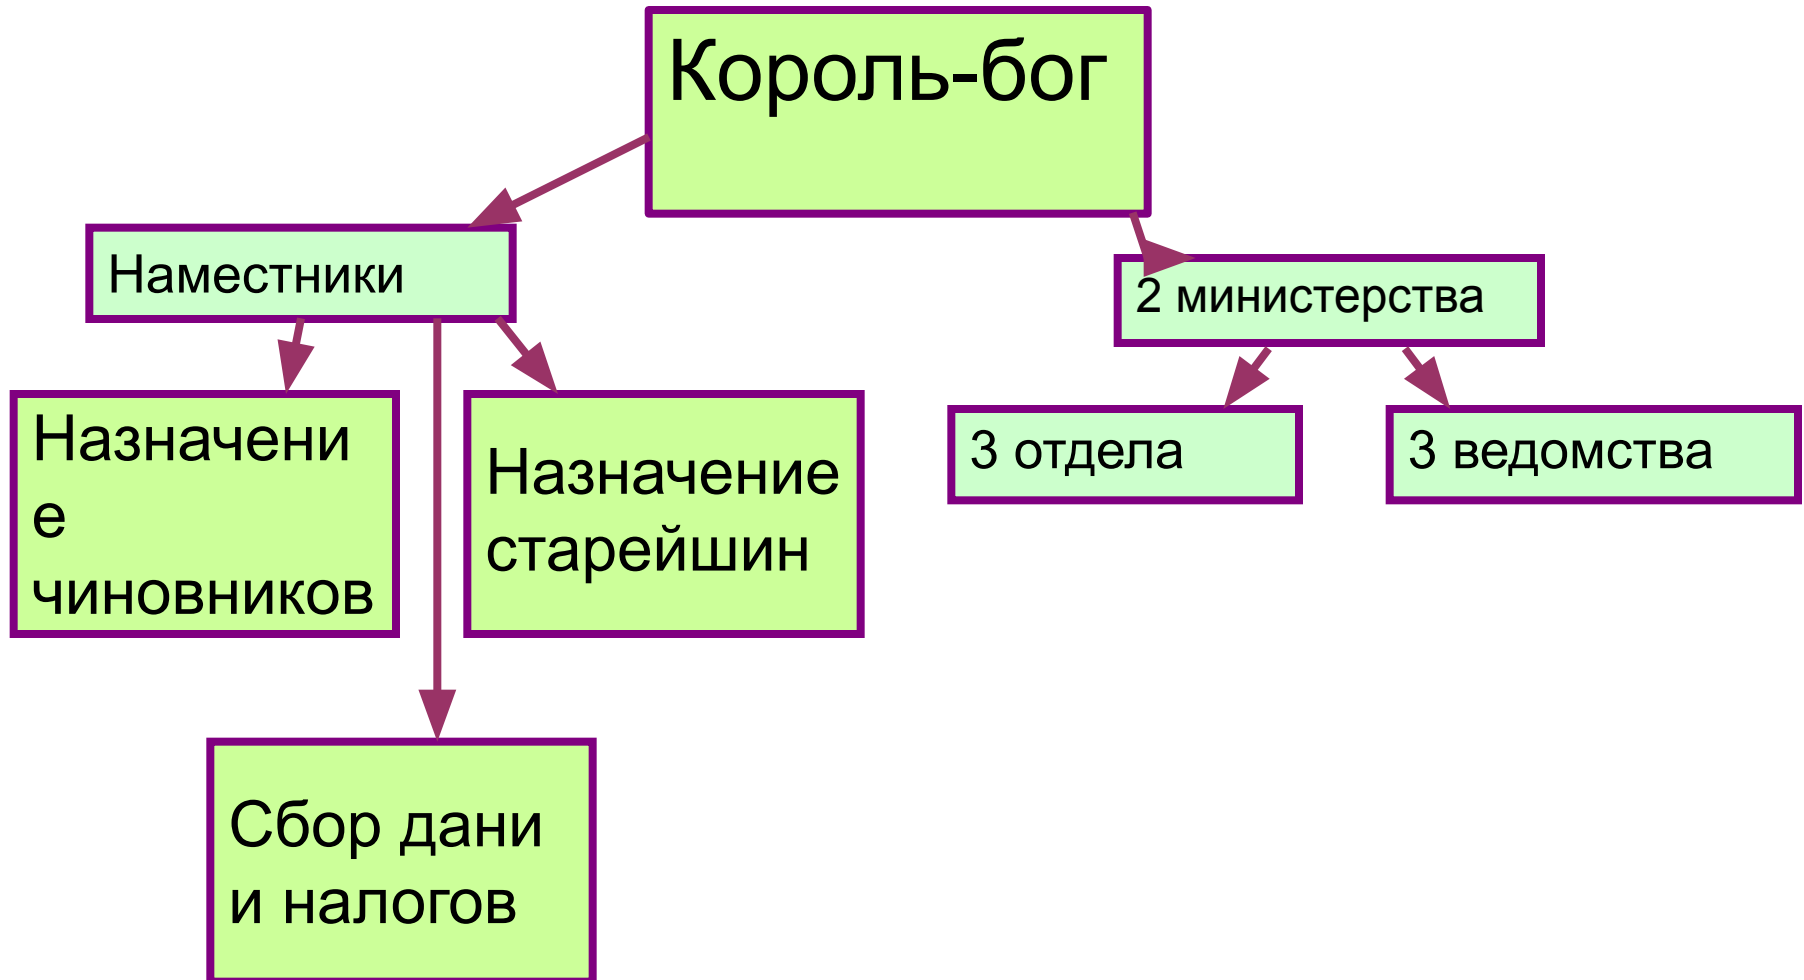 Король-бог
Наместники
2 министерства
Назначени
е
чиновников
Назначение
старейшин
3 отдела
3 ведомства
Сбор дани
и налогов